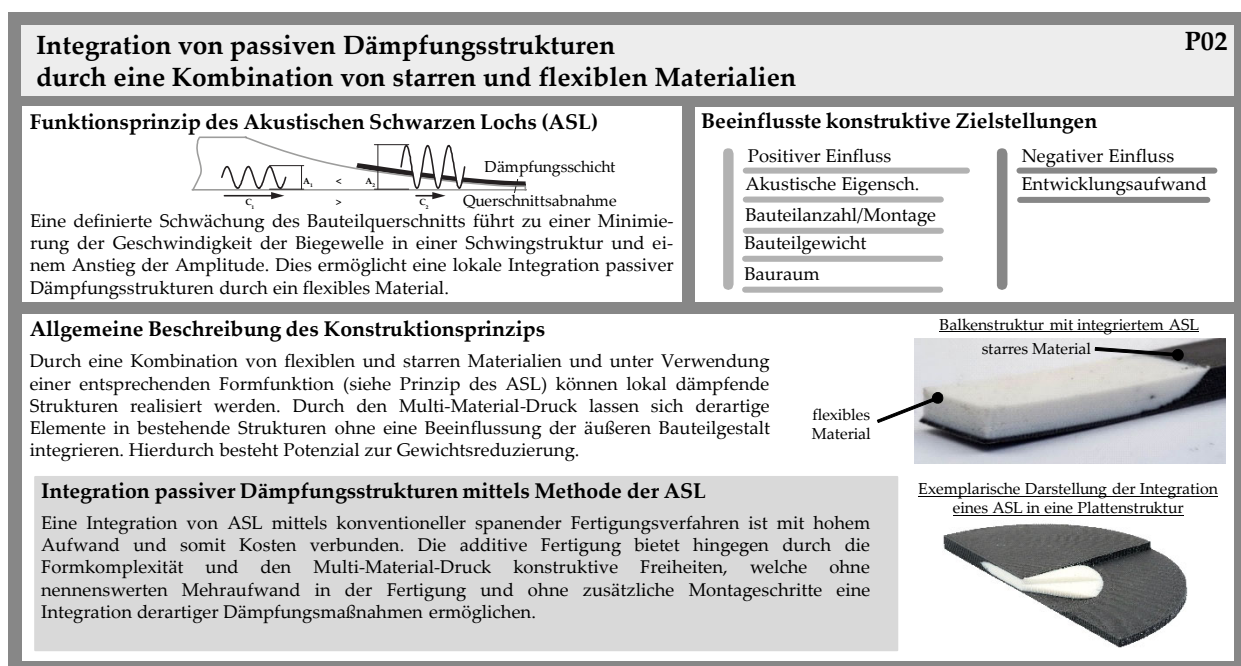 Integration von passiven Dämpfungsstrukturen
durch eine Kombination von starren und flexiblen Materialien
P02
Funktionsprinzip des Akustischen Schwarzen Lochs (ASL)
Dämpfungsschicht
A₁ < A₂
Querschnittsabnahme
C₁ > C₂
Eine definierte Schwächung des Bauteilquerschnitts führt zu einer Minimie-
rung der Geschwindigkeit der Biegewelle in einer Schwingstruktur und ei-
nem Anstieg der Amplitude. Dies ermöglicht eine lokale Integration passiver
Dämpfungsstrukturen durch ein flexibles Material.
Beeinflusste konstruktive Zielstellungen
Positiver Einfluss
Akustische Eigensch.
Bauteilanzahl/Montage
Bauteilgewicht
Bauraum
Negativer Einfluss
Entwicklungsaufwand
Allgemeine Beschreibung des Konstruktionsprinzips
Durch eine Kombination von flexiblen und starren Materialien und unter Verwendung
einer entsprechenden Formfunktion (siehe Prinzip des ASL) können lokal dämpfende
Strukturen realisiert werden. Durch den Multi-Material-Druck lassen sich derartige
Elemente in bestehende Strukturen ohne eine Beeinflussung der äußeren Bauteilgestalt
integrieren. Hierdurch besteht Potenzial zur Gewichtsreduzierung.
Balkenstruktur mit integriertem ASL
starres Material
flexibles
Material
Integration passiver Dämpfungsstrukturen mittels Methode der ASL
Eine Integration von ASL mittels konventioneller spanender Fertigungsverfahren ist mit hohem
Aufwand und somit Kosten verbunden. Die additive Fertigung bietet hingegen durch die
Formkomplexität und den Multi-Material-Druck konstruktive Freiheiten, welche ohne
nennenswerten Mehraufwand in der Fertigung und ohne zusätzliche Montageschritte eine
Integration derartiger Dämpfungsmaßnahmen ermöglichen.
Exemplarische Darstellung der Integration
eines ASL in eine Plattenstruktur